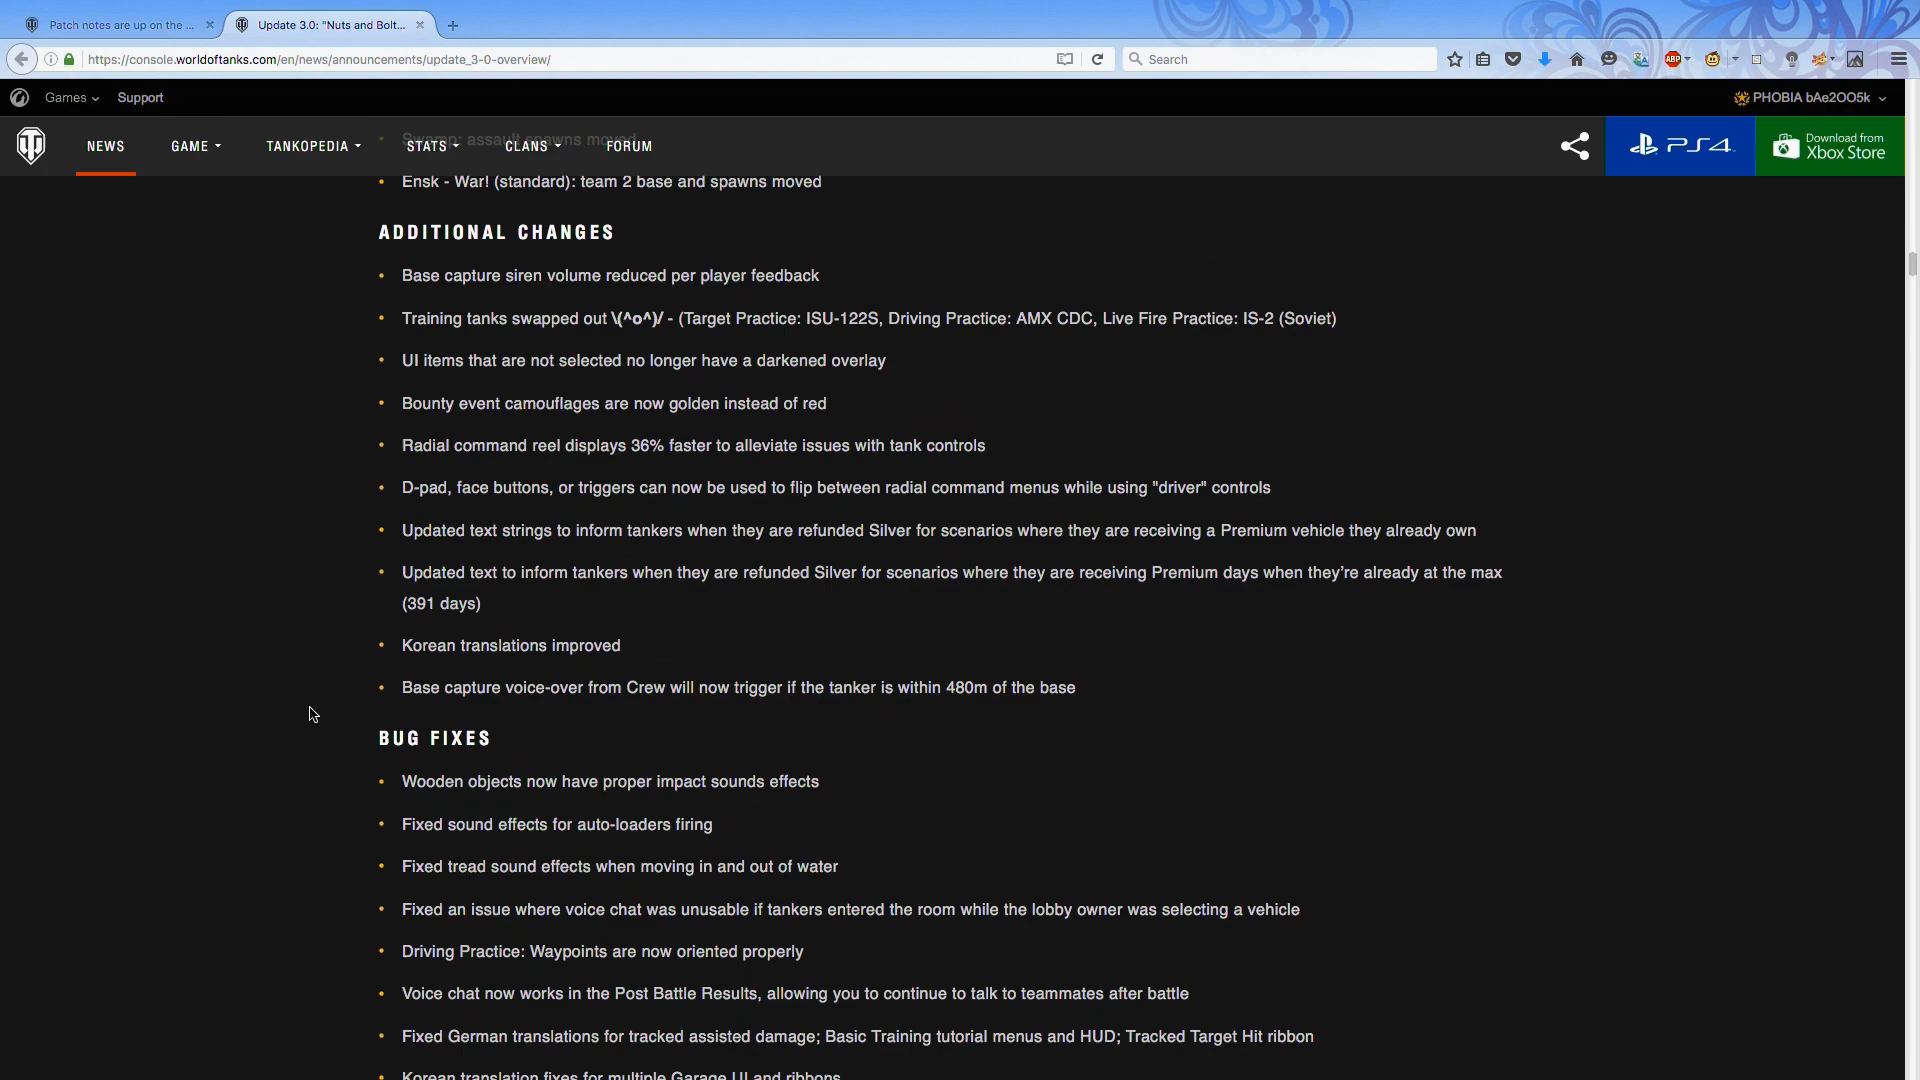 Patch notes are up on the ...
Update 3.0: "Nuts and Bolt...
https://console.worldoftanks.com/en/news/announcements/update_3-0-overview/
Search
ABP
Games
Support
PHOBIA bAe2OO5k
Swamp: assault spawns moved
NEWS
GAME
TANKOPEDIA
STATS
CLANS
FORUM
PS4
Download from
Xbox Store
• Ensk - War! (standard): team 2 base and spawns moved
ADDITIONAL CHANGES
• Base capture siren volume reduced per player feedback
• Training tanks swapped out \(^o^)/ - (Target Practice: ISU-122S, Driving Practice: AMX CDC, Live Fire Practice: IS-2 (Soviet)
• UI items that are not selected no longer have a darkened overlay
• Bounty event camouflages are now golden instead of red
• Radial command reel displays 36% faster to alleviate issues with tank controls
• D-pad, face buttons, or triggers can now be used to flip between radial command menus while using "driver" controls
• Updated text strings to inform tankers when they are refunded Silver for scenarios where they are receiving a Premium vehicle they already own
• Updated text to inform tankers when they are refunded Silver for scenarios where they are receiving Premium days when they’re already at the max
(391 days)
• Korean translations improved
• Base capture voice-over from Crew will now trigger if the tanker is within 480m of the base
BUG FIXES
• Wooden objects now have proper impact sounds effects
• Fixed sound effects for auto-loaders firing
• Fixed tread sound effects when moving in and out of water
• Fixed an issue where voice chat was unusable if tankers entered the room while the lobby owner was selecting a vehicle
• Driving Practice: Waypoints are now oriented properly
• Voice chat now works in the Post Battle Results, allowing you to continue to talk to teammates after battle
• Fixed German translations for tracked assisted damage; Basic Training tutorial menus and HUD; Tracked Target Hit ribbon
• Korean translation fixes for multiple Garage UI and ribbons